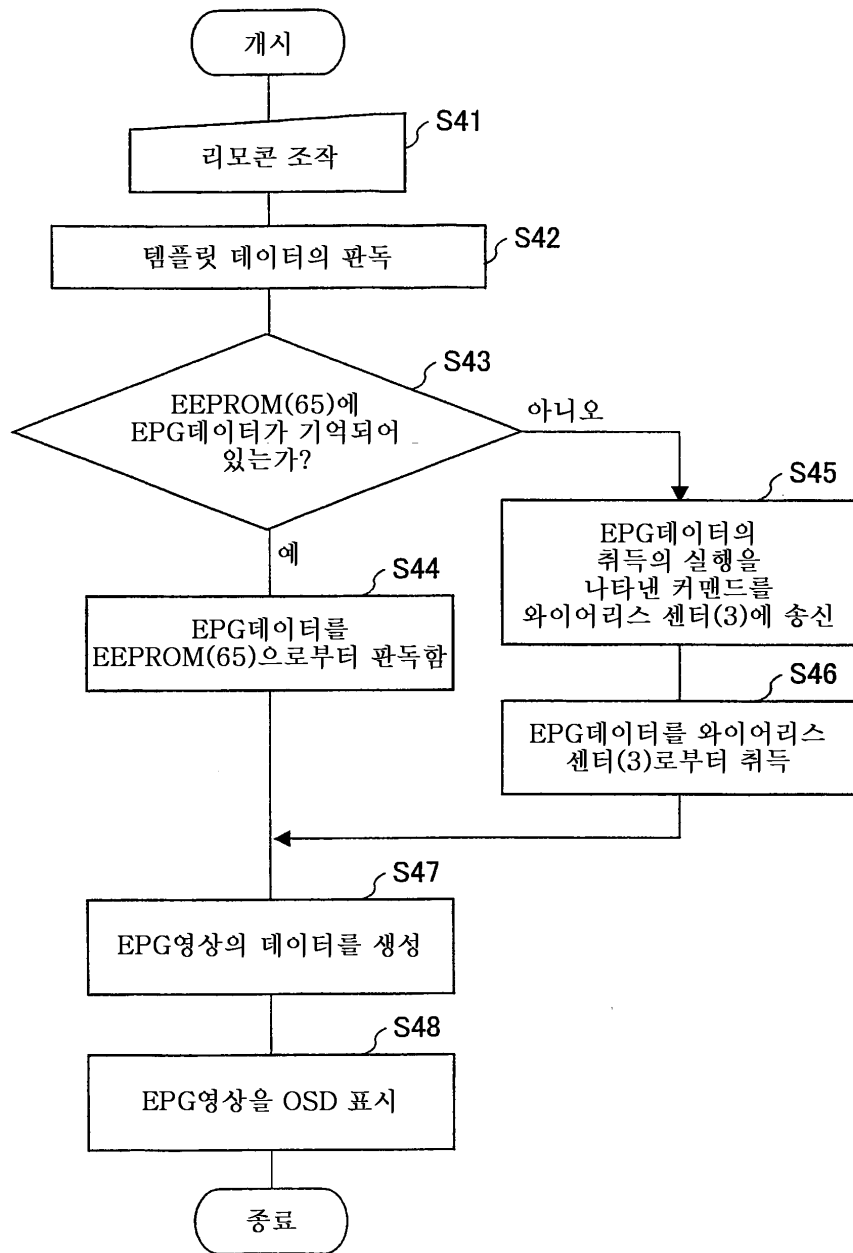 개시
S41
리모콘 조작
S42
템플릿 데이터의 판독
S43
EEPROM(65)에
EPG데이터가 기억되어
있는가?
아니오
예
S44
EPG데이터를
EEPROM(65)으로부터 판독함
S45
EPG데이터의
취득의 실행을
나타낸 커맨드를
와이어리스 센터(3)에 송신
S46
EPG데이터를 와이어리스
센터(3)로부터 취득
S47
EPG영상의 데이터를 생성
S48
EPG영상을 OSD 표시
종료